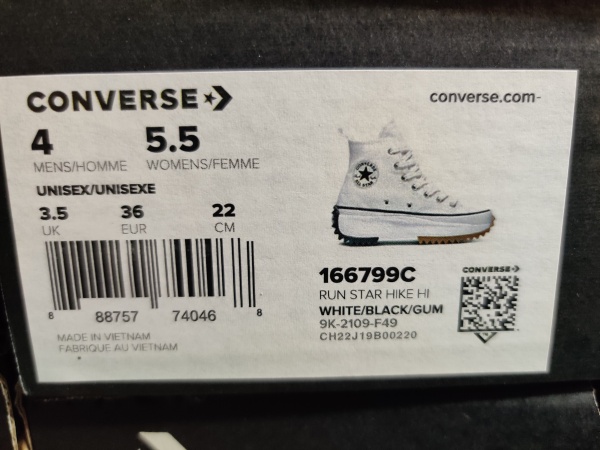 CONVERSE
converse.com-
4 5.5
MENS/HOMME WOMENS/FEMME
UNISEX/UNISEXE
3.5 36 22
UK EUR CM
8 88757 74046 8
MADE IN VIETNAM
FABRIQUE AU VIETNAM
166799C
RUN STAR HIKE HI
WHITE/BLACK/GUM
9K-2109-F49
CH22J19B00220
CONVERSE